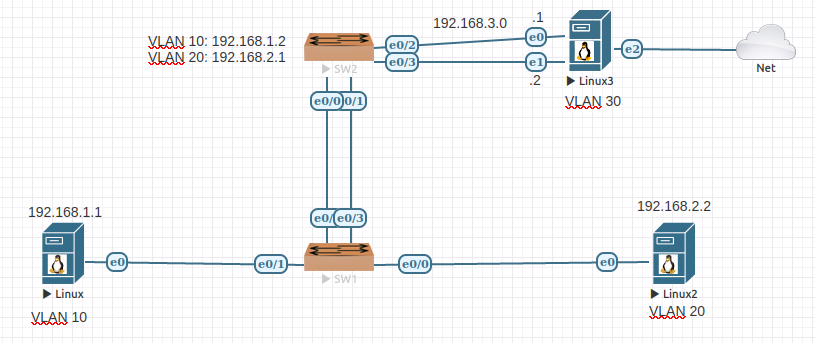 192.168.3.0
.1
VLAN 10: 192.168.1.2
VLAN 20: 192.168.2.1
SW2
e0/2
e0/3
e0
e1
e2
Net
.2
Linux3
VLAN 30
e0/0
0/1
192.168.1.1
192.168.2.2
e0/
e0/3
e0
e0/1
e0/0
e0
SW1
Linux
Linux2
VLAN 10
VLAN 20